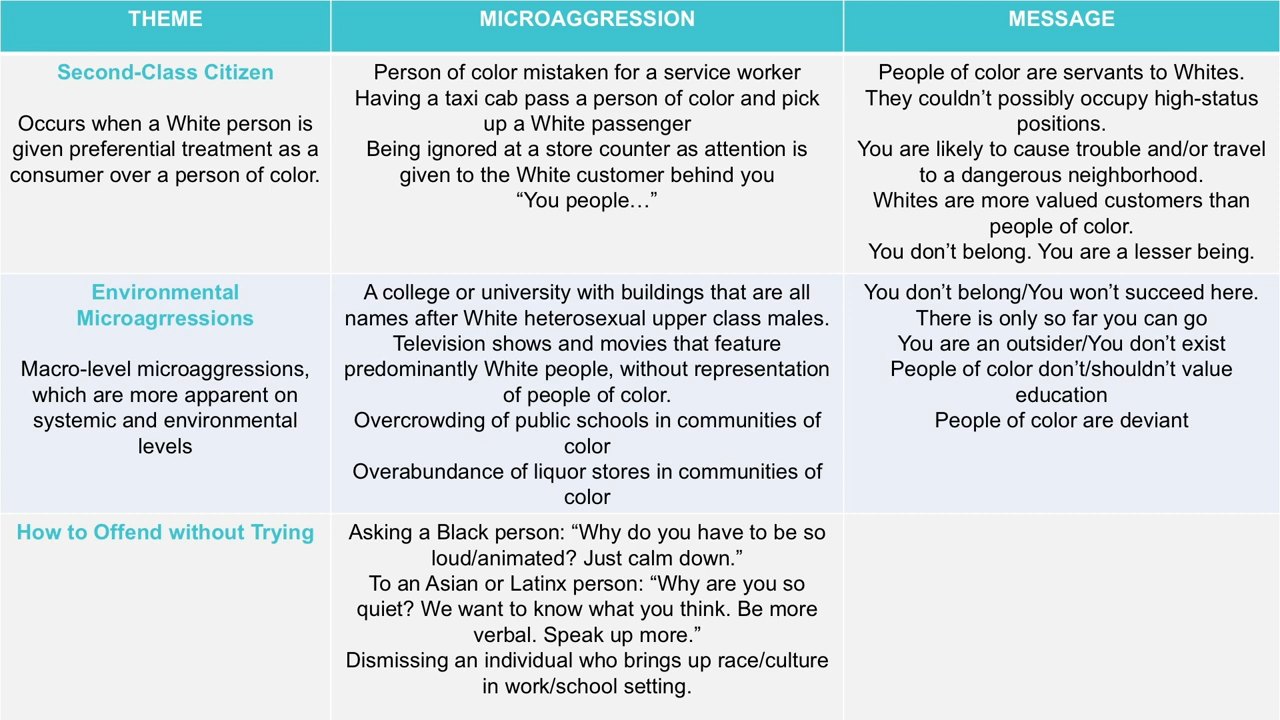 THEME
MICROAGGRESSION
MESSAGE
Second-Class Citizen
Occurs when a White person is
given preferential treatment as a
consumer over a person of color.
Person of color mistaken for a service worker
Having a taxi cab pass a person of color and pick
up a White passenger
Being ignored at a store counter as attention is
given to the White customer behind you
“You people…”
People of color are servants to Whites.
They couldn’t possibly occupy high-status
positions.
You are likely to cause trouble and/or travel
to a dangerous neighborhood.
Whites are more valued customers than
people of color.
You don’t belong. You are a lesser being.
Environmental
Microagrressions
Macro-level microaggressions,
which are more apparent on
systemic and environmental
levels
A college or university with buildings that are all
names after White heterosexual upper class males.
Television shows and movies that feature
predominantly White people, without representation
of people of color.
Overcrowding of public schools in communities of
color
Overabundance of liquor stores in communities of
color
You don’t belong/You won’t succeed here.
There is only so far you can go
You are an outsider/You don’t exist
People of color don’t/shouldn’t value
education
People of color are deviant
How to Offend without Trying
Asking a Black person: “Why do you have to be so
loud/animated? Just calm down.”
To an Asian or Latinx person: “Why are you so
quiet? We want to know what you think. Be more
verbal. Speak up more.”
Dismissing an individual who brings up race/culture
in work/school setting.